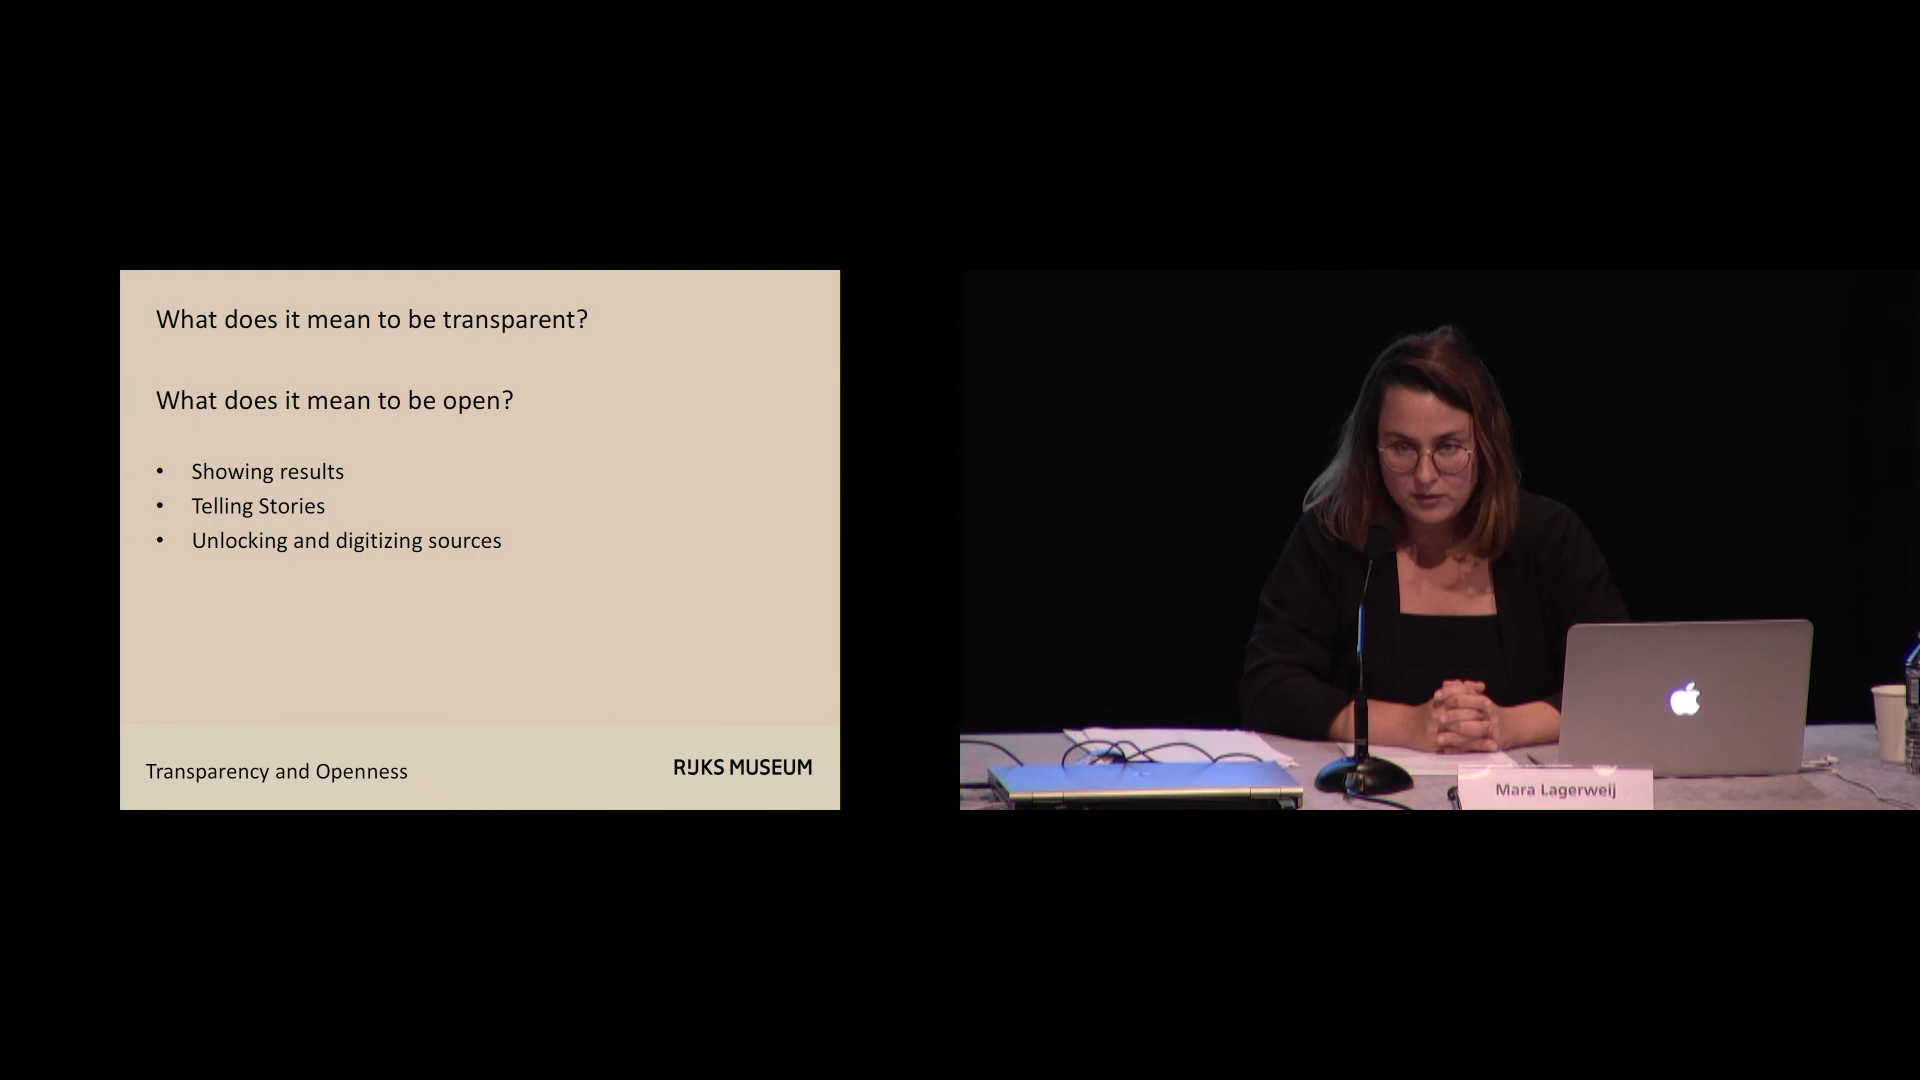 What does it mean to be transparent?
What does it mean to be open?
• Showing results
• Telling Stories
• Unlocking and digitizing sources
Transparency and Openness
RIJKS MUSEUM
Mara Lagerweij